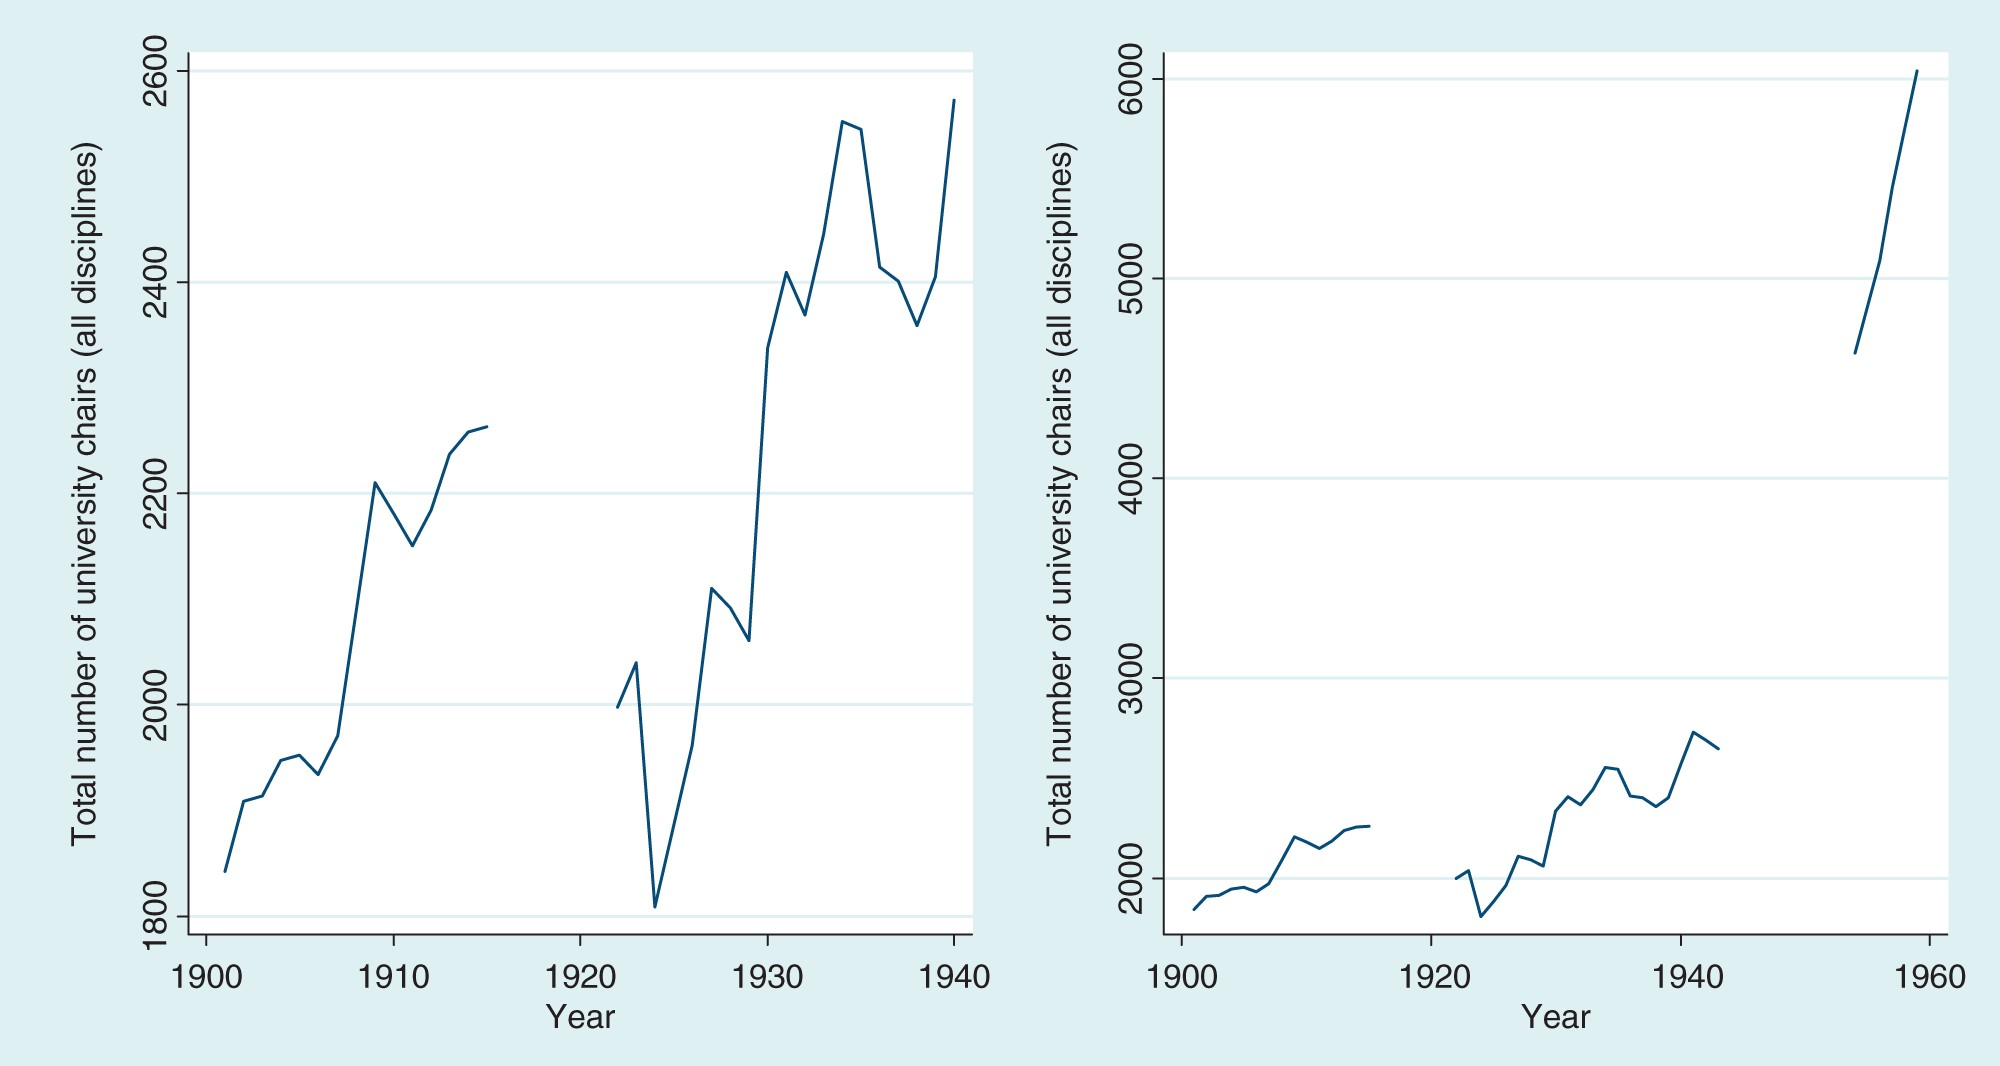 Total number of university chairs (all disciplines)
2600
2400
2200
2000
1800
1900 1910 1920 1930 1940
Year
Total number of university chairs (all disciplines)
6000
5000
4000
3000
2000
1900 1920 1940 1960
Year